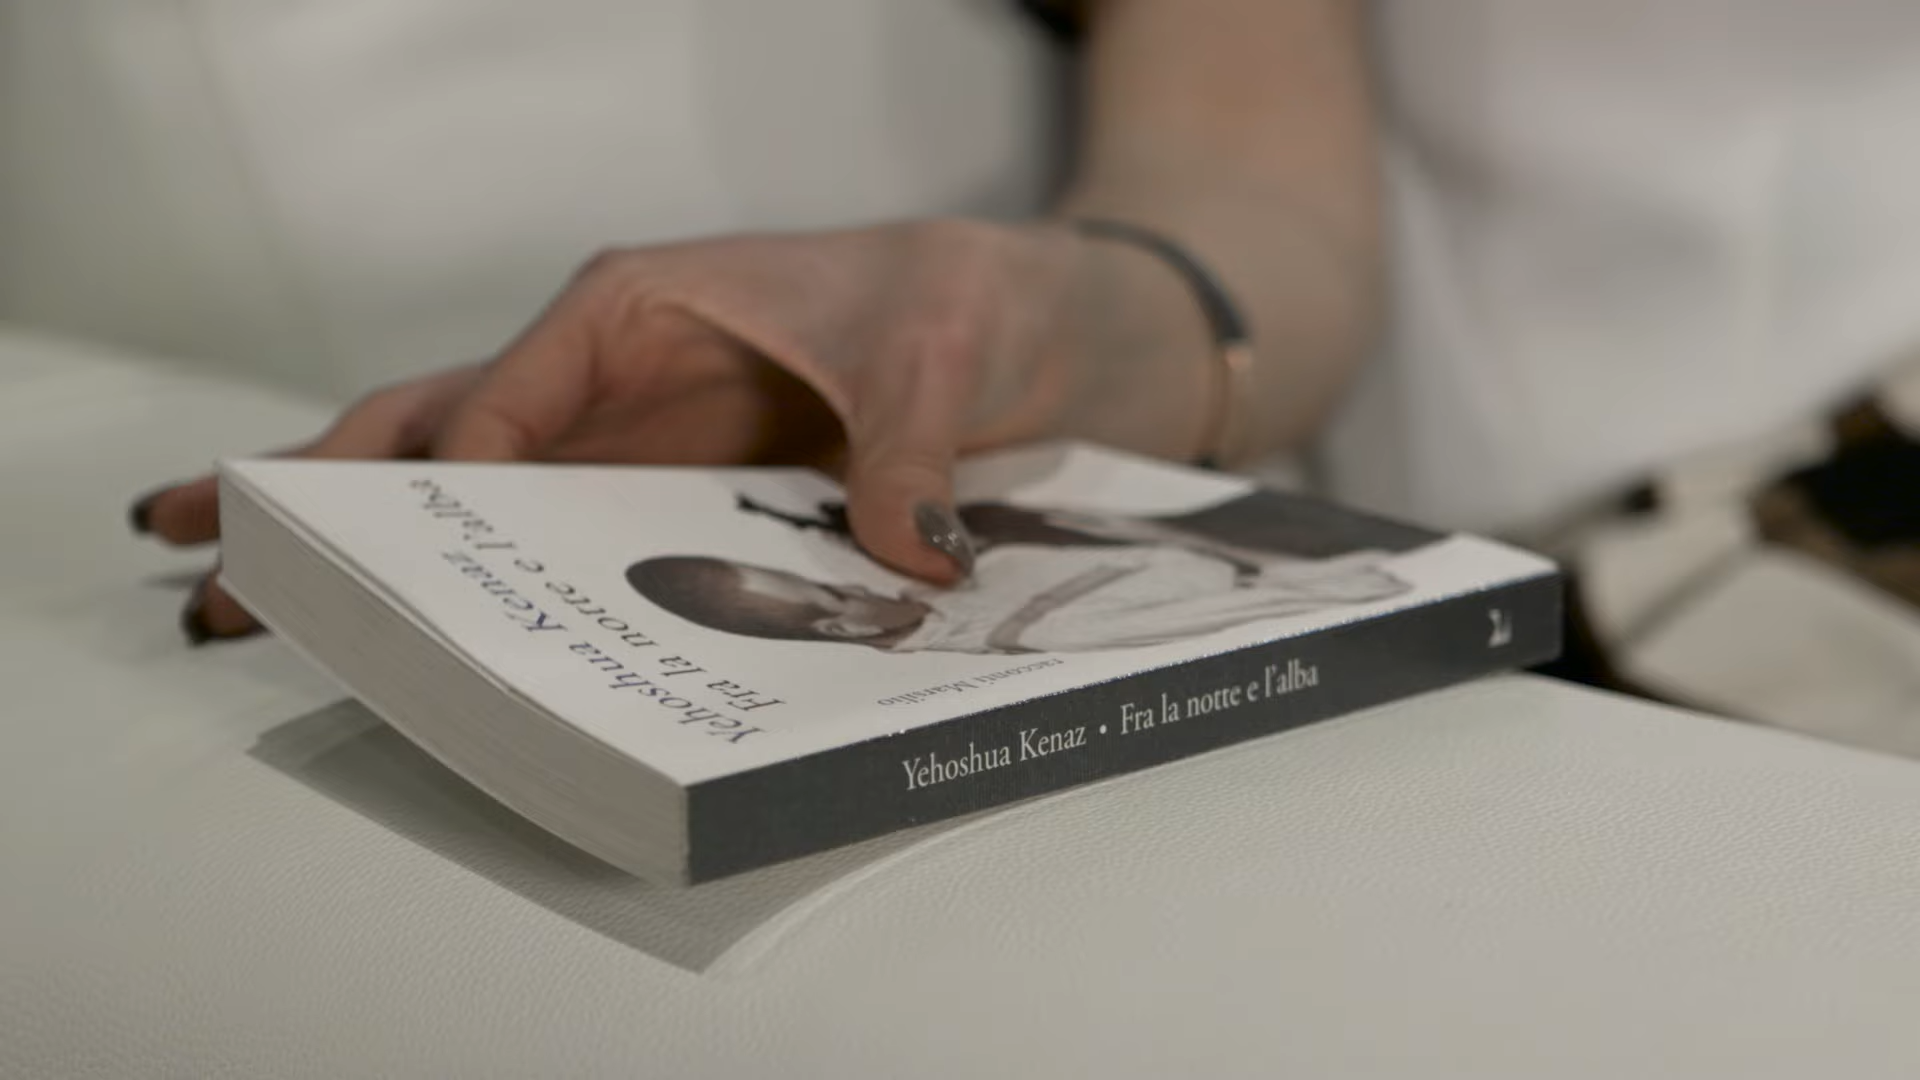 Yehoshua Kenaz
Fra la notte e l'alba
racconti Marsilio
Yehoshua Kenaz • Fra la notte e l'alba